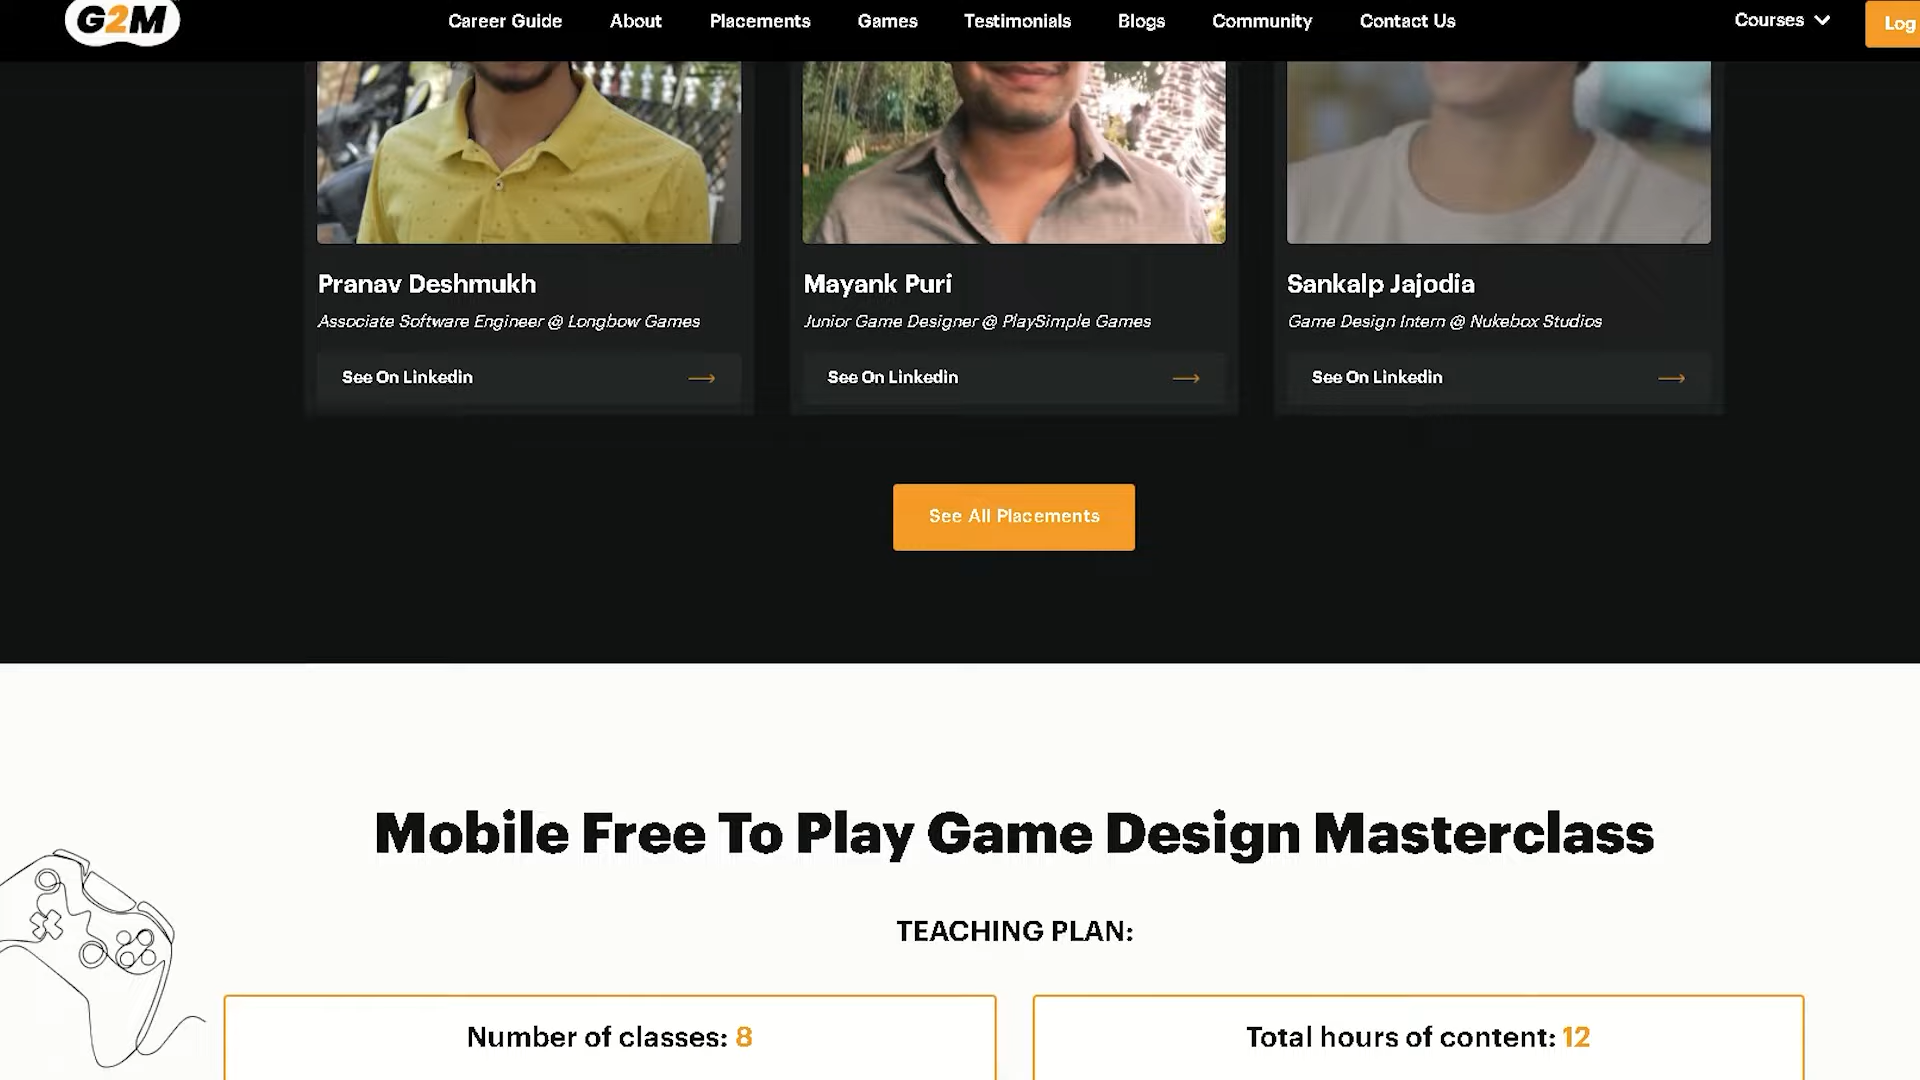 G2M
Career Guide
About
Placements
Games
Testimonials
Blogs
Community
Contact Us
Courses
Log
Pranav Deshmukh
Associate Software Engineer @ Longbow Games
See On Linkedin
Mayank Puri
Junior Game Designer @ PlaySimple Games
See On Linkedin
Sankalp Jajodia
Game Design Intern @ Nukebox Studios
See On Linkedin
See All Placements
Mobile Free To Play Game Design Masterclass
TEACHING PLAN:
Number of classes: 8
Total hours of content: 12